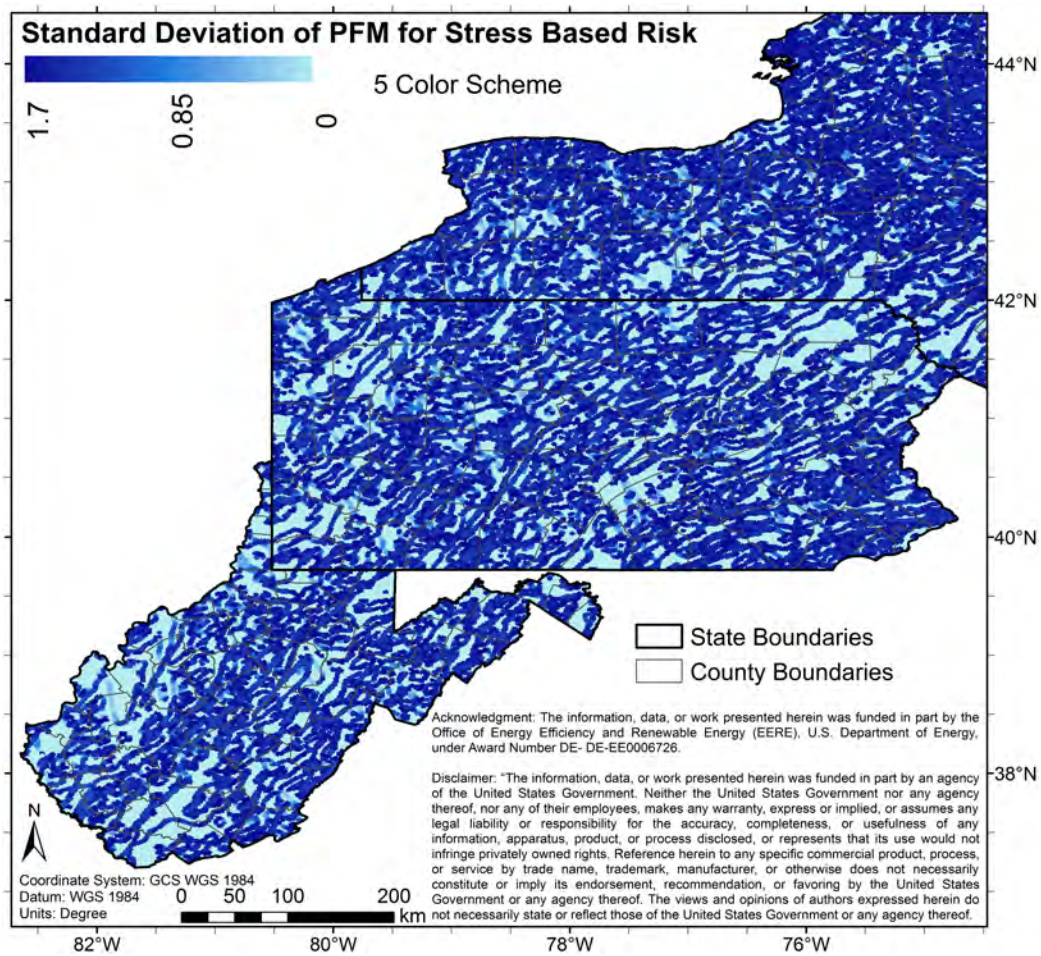 Standard Deviation of PFM for Stress Based Risk
5 Color Scheme
1.7
0.85
0
44°N
42°N
40°N
38°N
State Boundaries
County Boundaries
Acknowledgment: The information, data, or work presented herein was funded in part by the
Office of Energy Efficiency and Renewable Energy (EERE), U.S. Department of Energy,
under Award Number DE- DE-EE0006726.
Disclaimer: "The information, data, or work presented herein was funded in part by an agency
of the United States Government. Neither the United States Government nor any agency
thereof, nor any of their employees, makes any warranty, express or implied, or assumes any
legal liability or responsibility for the accuracy, completeness, or usefulness of any
information, apparatus, product, or process disclosed, or represents that its use would not
infringe privately owned rights. Reference herein to any specific commercial product, process,
or service by trade name, trademark, manufacturer, or otherwise does not necessarily
constitute or imply its endorsement, recommendation, or favoring by the United States
Government or any agency thereof. The views and opinions of authors expressed herein do
not necessarily state or reflect those of the United States Government or any agency thereof.
N
Coordinate System: GCS WGS 1984
Datum: WGS 1984
Units: Degree
0 50 100 200
km
82°W 80°W 78°W 76°W